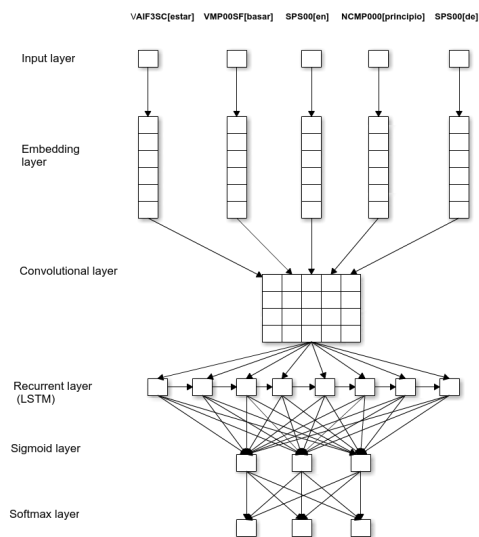 VAIF3SC[estar] VMP00SF[basar] SPS00[en] NCMP000[principio] SPS00[de]
Input layer
Embedding
layer
Convolutional layer
Recurrent layer
(LSTM)
Sigmoid layer
Softmax layer